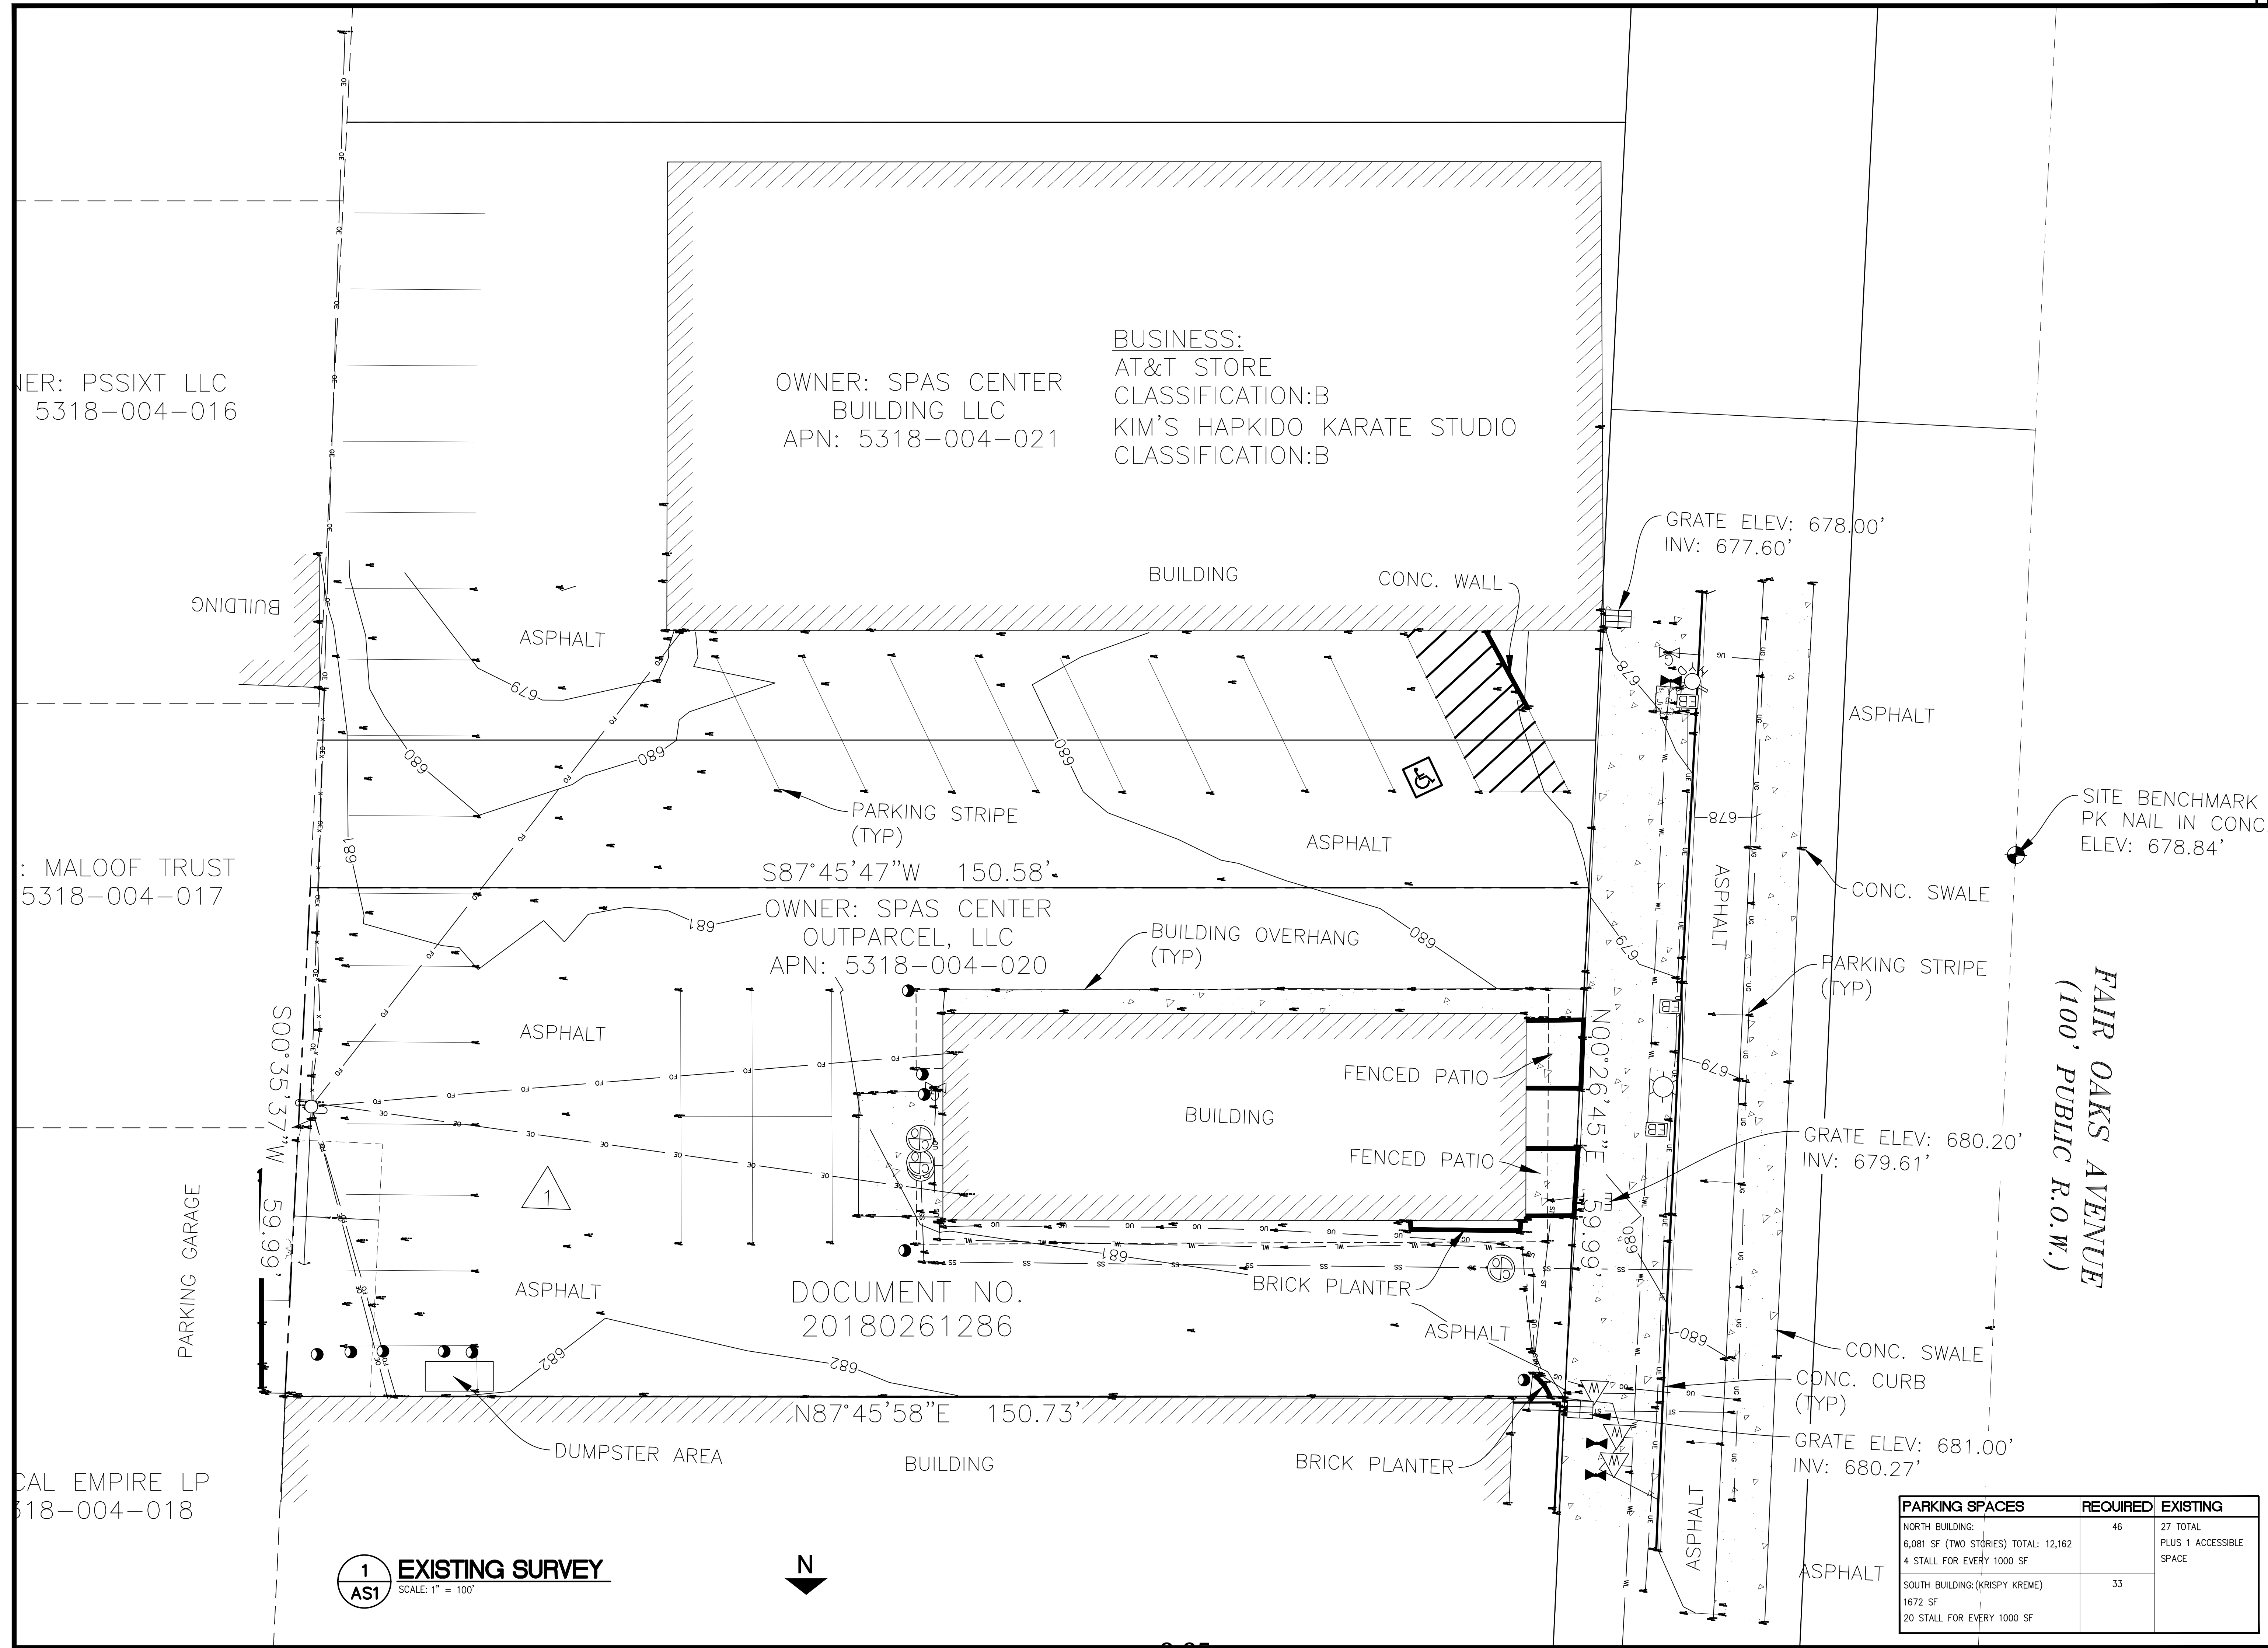 BUSINESS:
AT&T STORE
CLASSIFICATION:B
KIM'S HAPKIDO KARATE STUDIO
CLASSIFICATION:B
OWNER: SPAS CENTER
BUILDING LLC
APN: 5318-004-021
NER: PSSIXT LLC
5318-004-016
GRATE ELEV: 678.00'
INV: 677.60'
BUILDING
CONC. WALL
BUILDING
ASPHALT
679
678
ASPHALT
680
680
680
PARKING STRIPE
(TYP)
ASPHALT
678
SITE BENCHMARK
PK NAIL IN CONC
ELEV: 678.84'
681
: MALOOF TRUST
5318-004-017
S87°45'47"W 150.58'
ASPHALT
CONC. SWALE
OWNER: SPAS CENTER
OUTPARCEL, LLC
APN: 5318-004-020
681
BUILDING OVERHANG
(TYP)
680
679
PARKING STRIPE
(TYP)
FAIR OAKS AVENUE
(100' PUBLIC R.O.W.)
S00°35'37"W 59.99'
ASPHALT
FENCED PATIO
N00°26'45"E 59.99'
679
BUILDING
GRATE ELEV: 680.20'
INV: 679.61'
FENCED PATIO
1
PARKING GARAGE
681
680
BRICK PLANTER
ASPHALT
DOCUMENT NO.
20180261286
ASPHALT
680
682
682
CONC. SWALE
CONC. CURB
(TYP)
N87°45'58"E 150.73'
DUMPSTER AREA
BUILDING
BRICK PLANTER
GRATE ELEV: 681.00'
INV: 680.27'
CAL EMPIRE LP
318-004-018
ASPHALT
ASPHALT
1
AS1
EXISTING SURVEY
SCALE: 1" = 100'
N
PARKING SPACES REQUIRED EXISTING
NORTH BUILDING: 46 27 TOTAL
6,081 SF (TWO STORIES) TOTAL: 12,162 PLUS 1 ACCESSIBLE
4 STALL FOR EVERY 1000 SF SPACE
SOUTH BUILDING:(KRISPY KREME) 33
1672 SF
20 STALL FOR EVERY 1000 SF